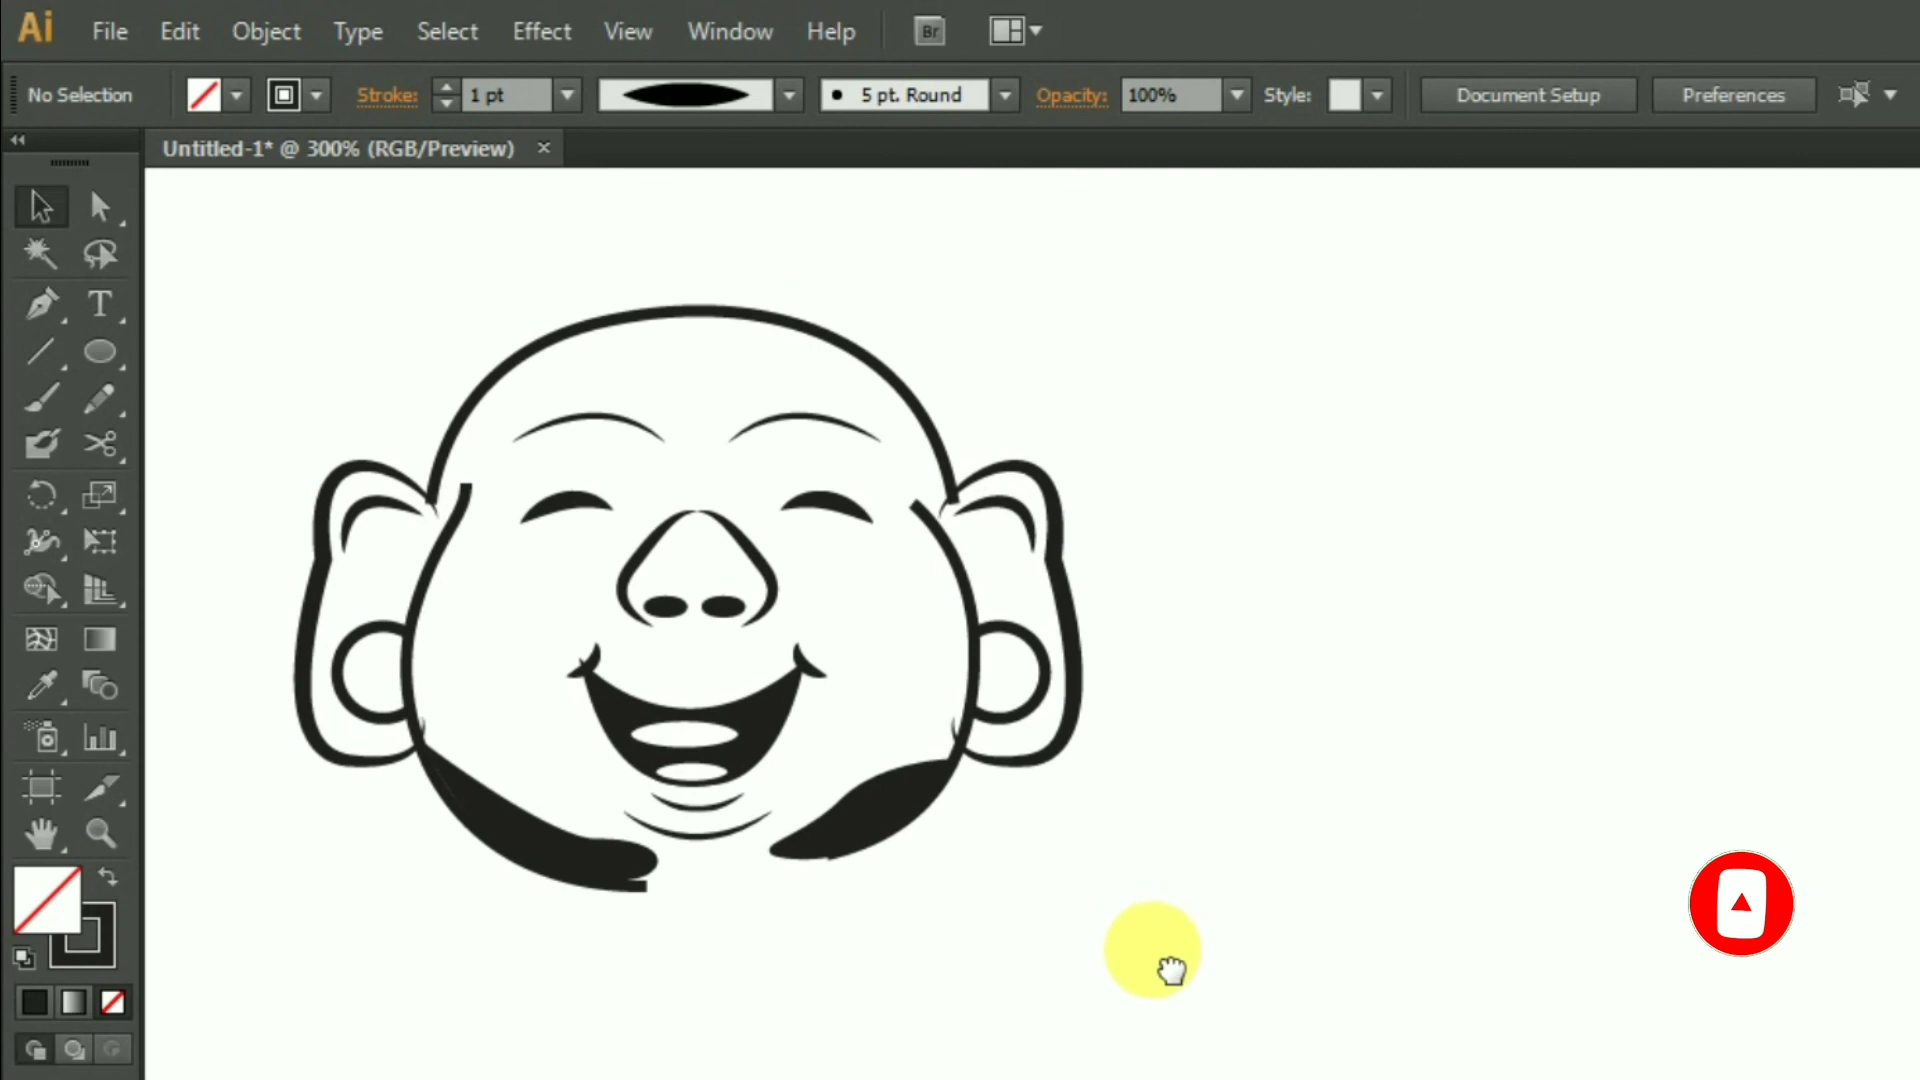 Ai File Edit Object Type Select Effect View Window Help Br
No Selection Stroke: 1 pt 5 pt. Round Opacity: 100% Style: Document Setup Preferences
Untitled-1* @ 300% (RGB/Preview) ×
T